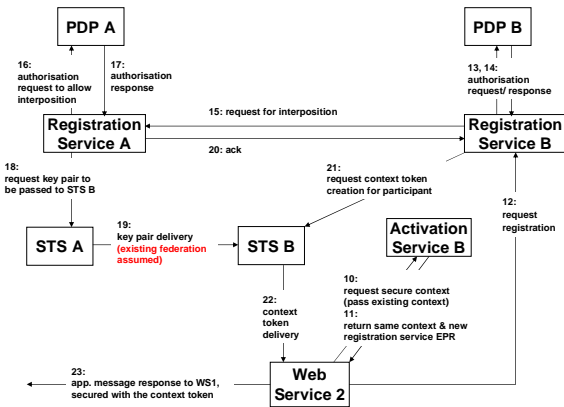 PDP A
PDP B
16:
authorisation
request to allow
interposition
17:
authorisation
response
13, 14:
authorisation
request/ response
15: request for interposition
Registration
Service A
Registration
Service B
20: ack
18:
request key pair to
be passed to STS B
21:
request context token
creation for participant
12:
request
registration
19:
key pair delivery
(existing federation
assumed)
STS A
STS B
Activation
Service B
10:
request secure context
(pass existing context)
11:
return same context & new
registration service EPR
22:
context
token
delivery
Web
Service 2
23:
app. message response to WS1,
secured with the context token